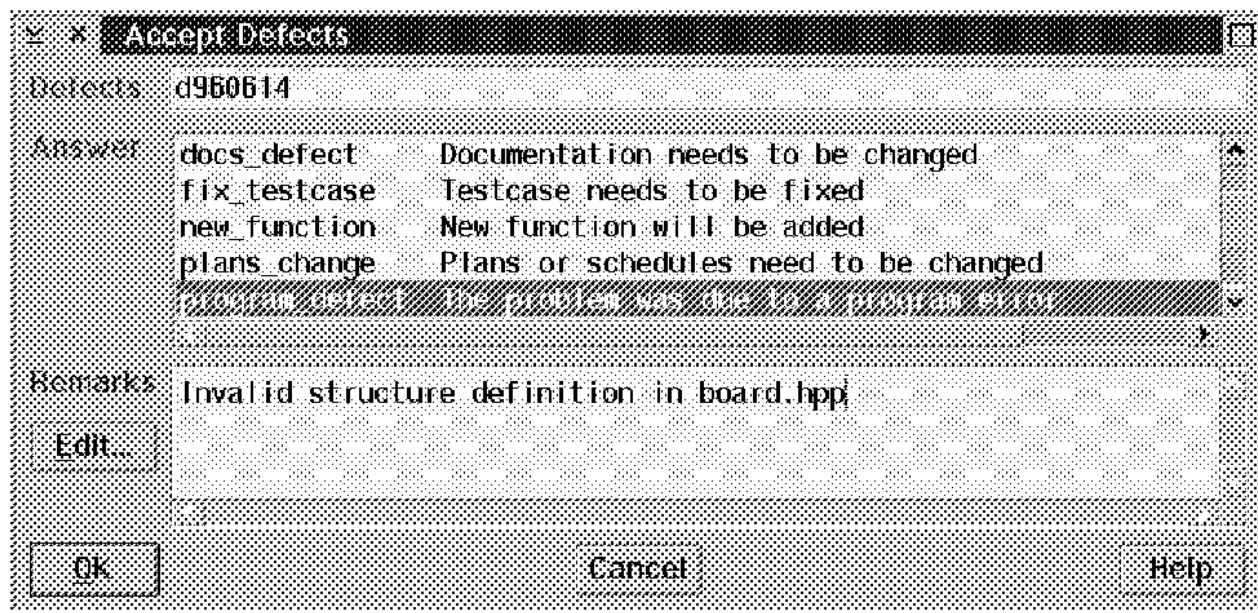 Accept Defects
Defects d960614
Answer
docs_defect Documentation needs to be changed
fix_testcase Testcase needs to be fixed
new_function New function will be added
plans_change Plans or schedules need to be changed
program_defect The problem was due to a program error
Remarks
Invalid structure definition in board.hpp
Edit...
OK Cancel Help